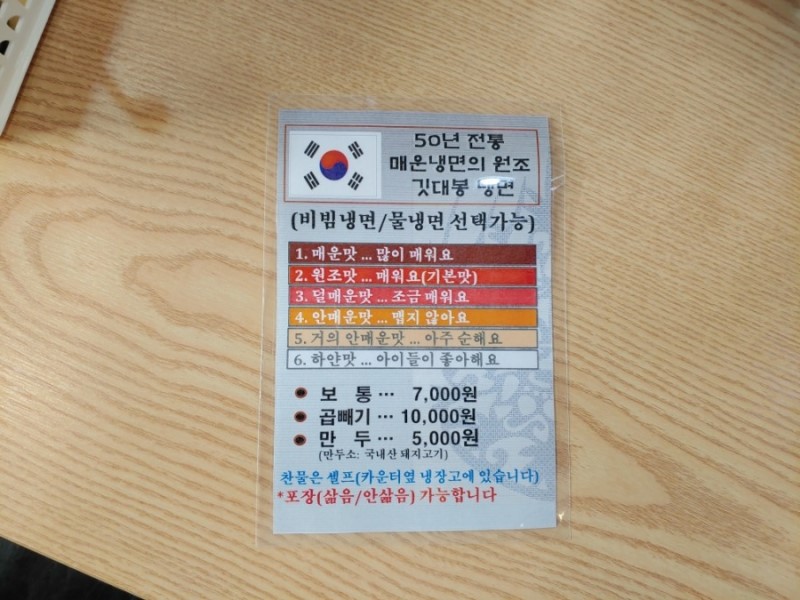 50년 전통
매운냉면의 원조
깃대봉 냉면
(비빔냉면/물냉면 선택가능)
1. 매운맛 ... 많이 매워요
2. 원조맛 ... 매워요(기본맛)
3. 덜매운맛 ... 조금 매워요
4. 안매운맛 ... 맵지 않아요
5. 거의 안매운맛 ... 아주 순해요
6. 하얀맛 ... 아이들이 좋아해요
보 통 ··· 7,000원
곱빼기 ··· 10,000원
만 두 ··· 5,000원
(만두소: 국내산 돼지고기)
찬물은 셀프(카운터옆 냉장고에 있습니다)
*포장(삶음/안삶음) 가능합니다